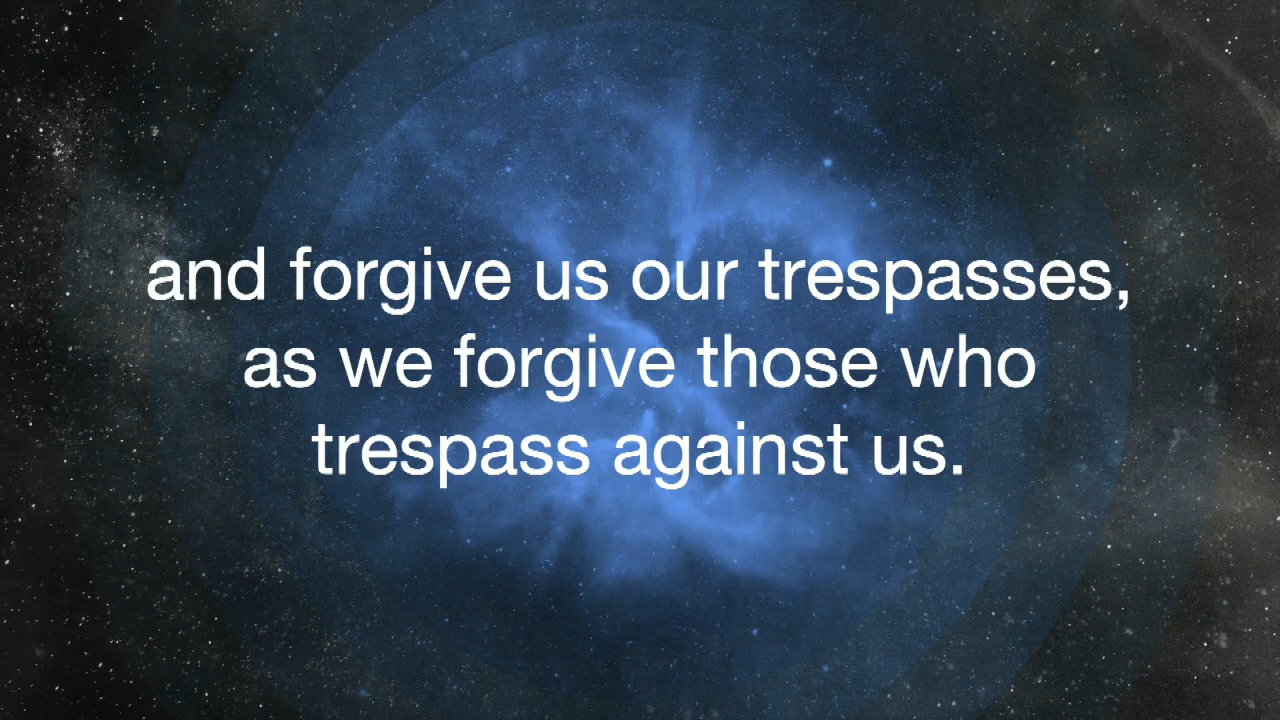 and forgive us our trespasses,
as we forgive those who
trespass against us.